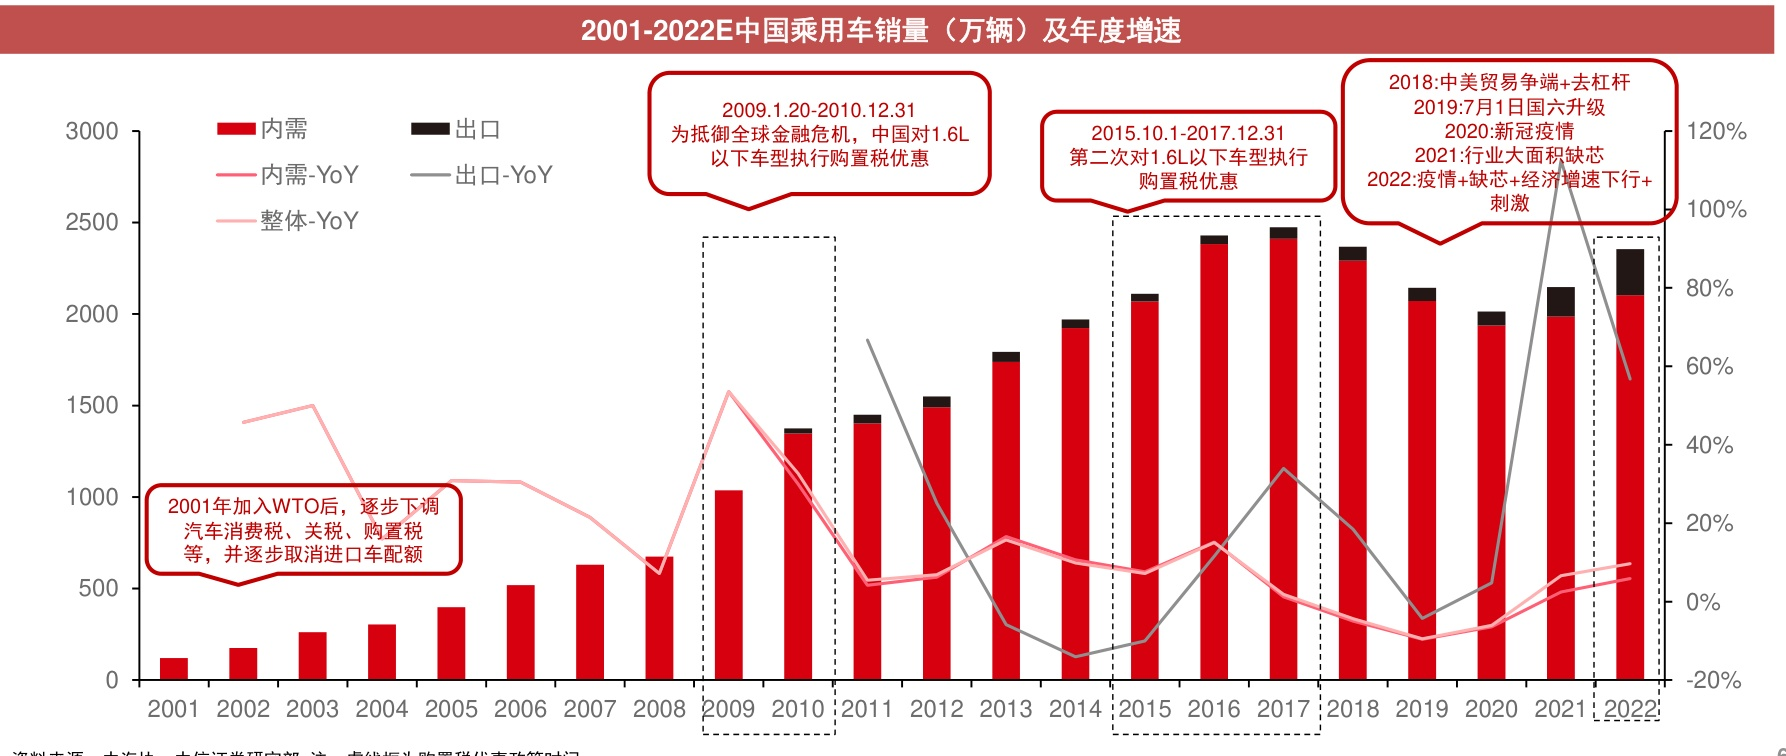 2001-2022E中国乘用车销量（万辆）及年度增速
内需
出口
内需-YoY
出口-YoY
整体-YoY
2009.1.20-2010.12.31
为抵御全球金融危机，中国对1.6L
以下车型执行购置税优惠
2015.10.1-2017.12.31
第二次对1.6L以下车型执行
购置税优惠
2018:中美贸易争端+去杠杆
2019:7月1日国六升级
2020:新冠疫情
2021:行业大面积缺芯
2022:疫情+缺芯+经济增速下行+
刺激
2001年加入WTO后，逐步下调
汽车消费税、关税、购置税
等，并逐步取消进口车配额
3000
2500
2000
1500
1000
500
0
120%
100%
80%
60%
40%
20%
0%
-20%
2001 2002 2003 2004 2005 2006 2007 2008 2009 2010 2011 2012 2013 2014 2015 2016 2017 2018 2019 2020 2021 2022